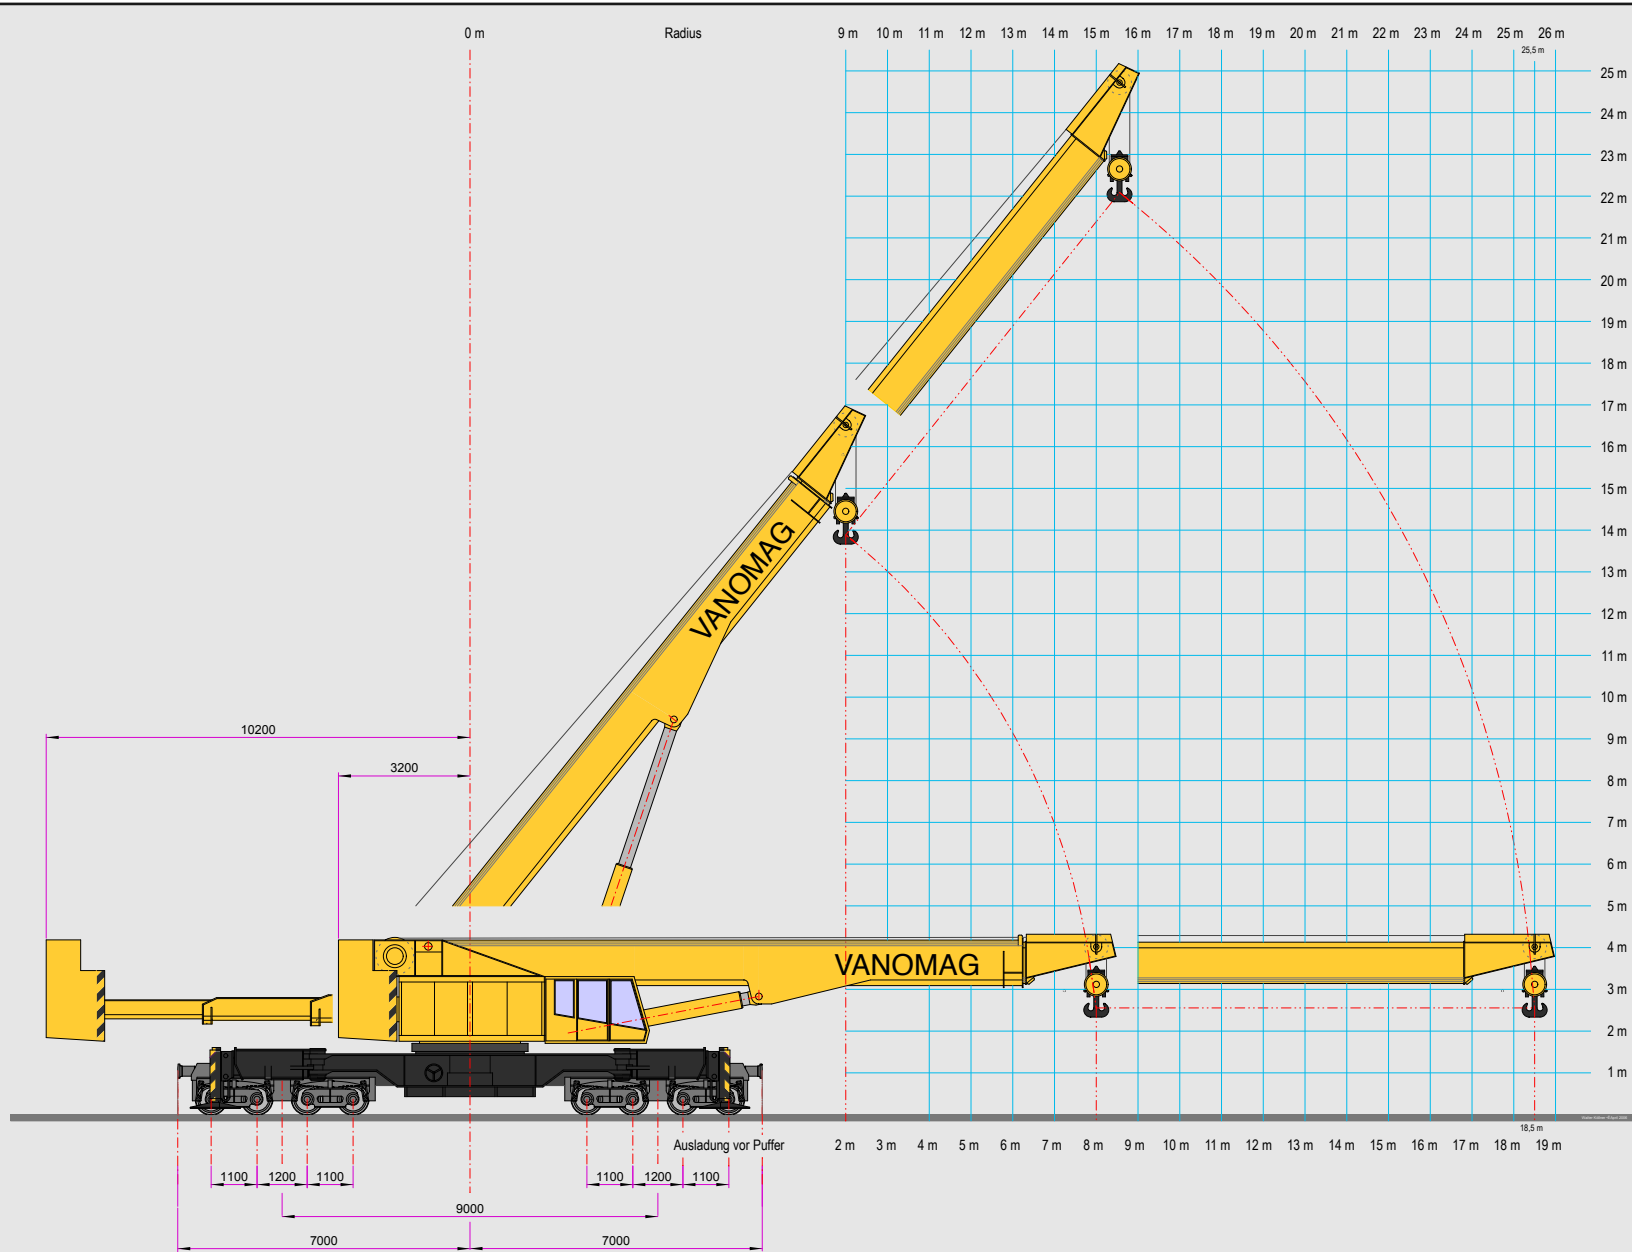 0 m Radius 9 m 10 m 11 m 12 m 13 m 14 m 15 m 16 m 17 m 18 m 19 m 20 m 21 m 22 m 23 m 24 m 25 m 26 m
25,5 m
25 m
24 m
23 m
22 m
21 m
20 m
19 m
18 m
17 m
16 m
15 m
14 m
VANOMAG
13 m
12 m
11 m
10 m
10200
9 m
3200
8 m
7 m
6 m
5 m
4 m
VANOMAG
3 m
2 m
1 m
18,5 m
Ausladung vor Puffer 2 m 3 m 4 m 5 m 6 m 7 m 8 m 9 m 10 m 11 m 12 m 13 m 14 m 15 m 16 m 17 m 18 m 19 m
1100 1200 1100 1100 1200 1100
9000
7000 7000